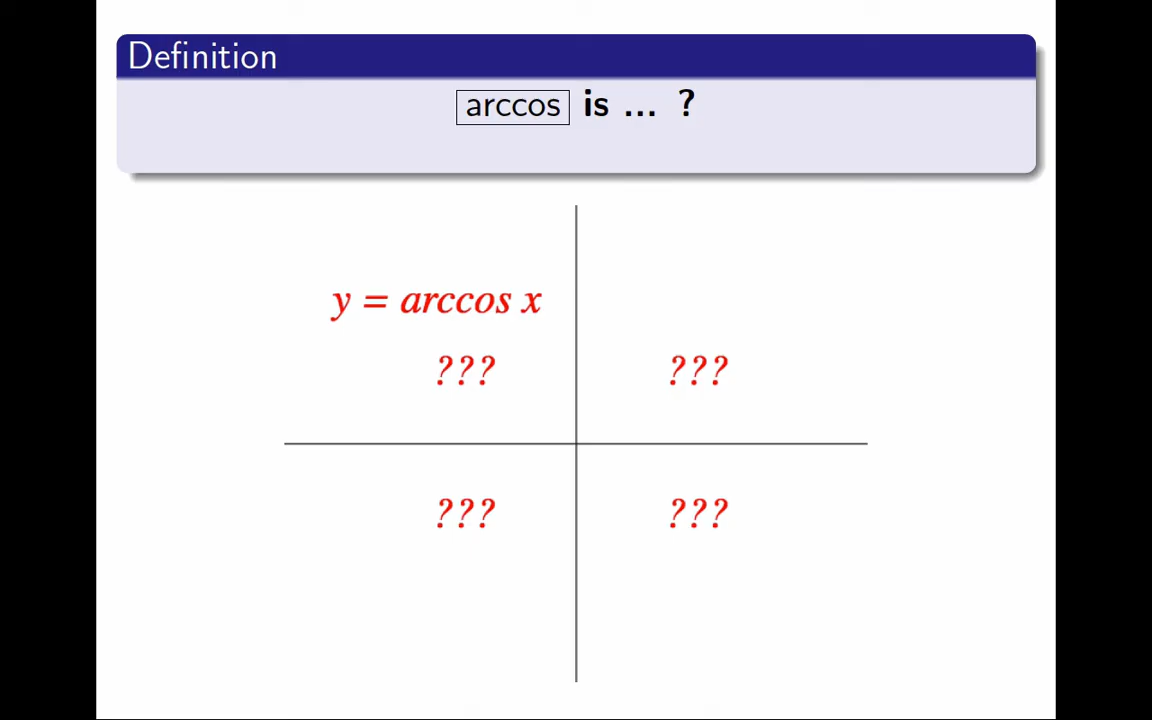 Definition
arccos is ... ?
y = arccos x
??? ???
??? ???